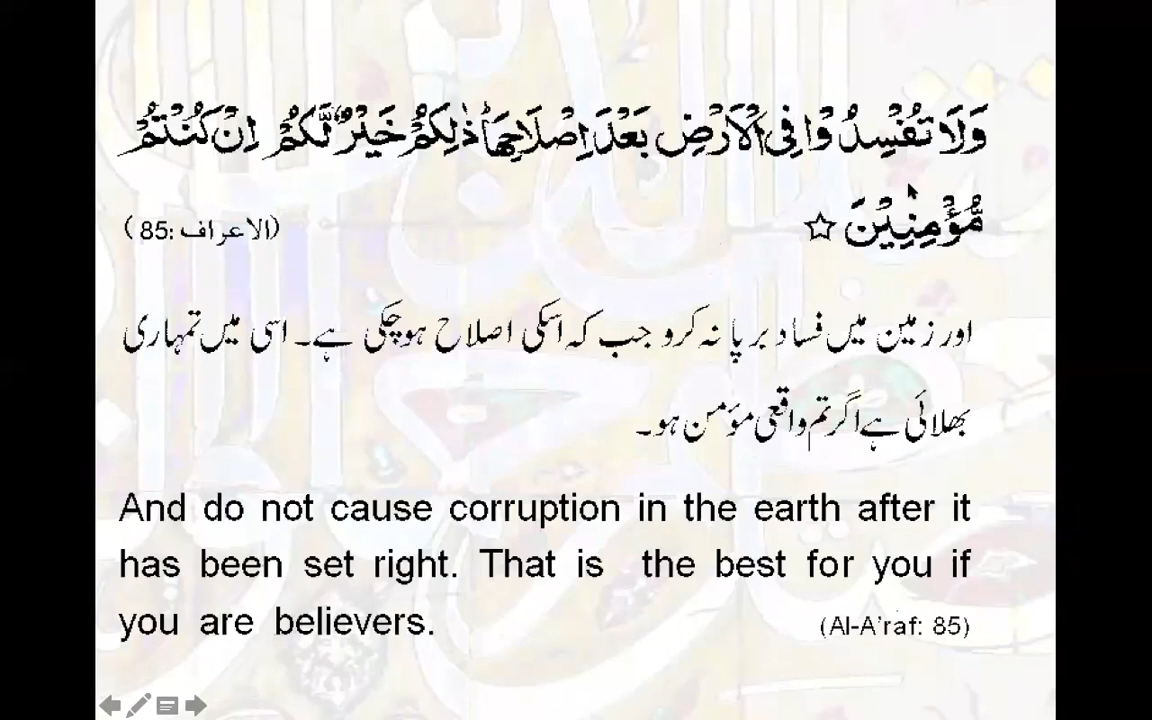 وَلَا تُفْسِدُوْا فِى الْاَرْضِ بَعْدَ اِصْلَاحِهَا ؕ ذٰلِكُمْ خَيْرٌ لَّكُمْ اِنْ كُنْتُمْ
مُّؤْمِنِيْنَ ☆
(الاعراف: 85)
اور زمین میں فساد برپا نہ کرو جب کہ اسکی اصلاح ہوچکی ہے۔ اسی میں تمہاری
بھلائی ہے اگر تم واقعی مؤمن ہو۔
And do not cause corruption in the earth after it
has been set right. That is the best for you if
you are believers.
(Al-A’raf: 85)